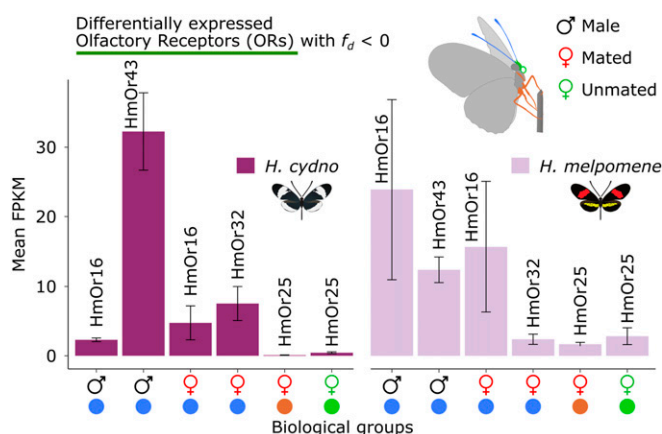 Differentially expressed
Olfactory Receptors (ORs) with f_d < 0
♂ Male
♀ Mated
♀ Unmated
Mean FPKM
30
20
10
0
H. cydno
HmOr16
HmOr43
HmOr16
HmOr32
HmOr25
HmOr25
H. melpomene
HmOr16
HmOr43
HmOr16
HmOr32
HmOr25
HmOr25
♂ ♂ ♀ ♀ ♀ ♀ ♂ ♂ ♀ ♀ ♀ ♀
Biological groups